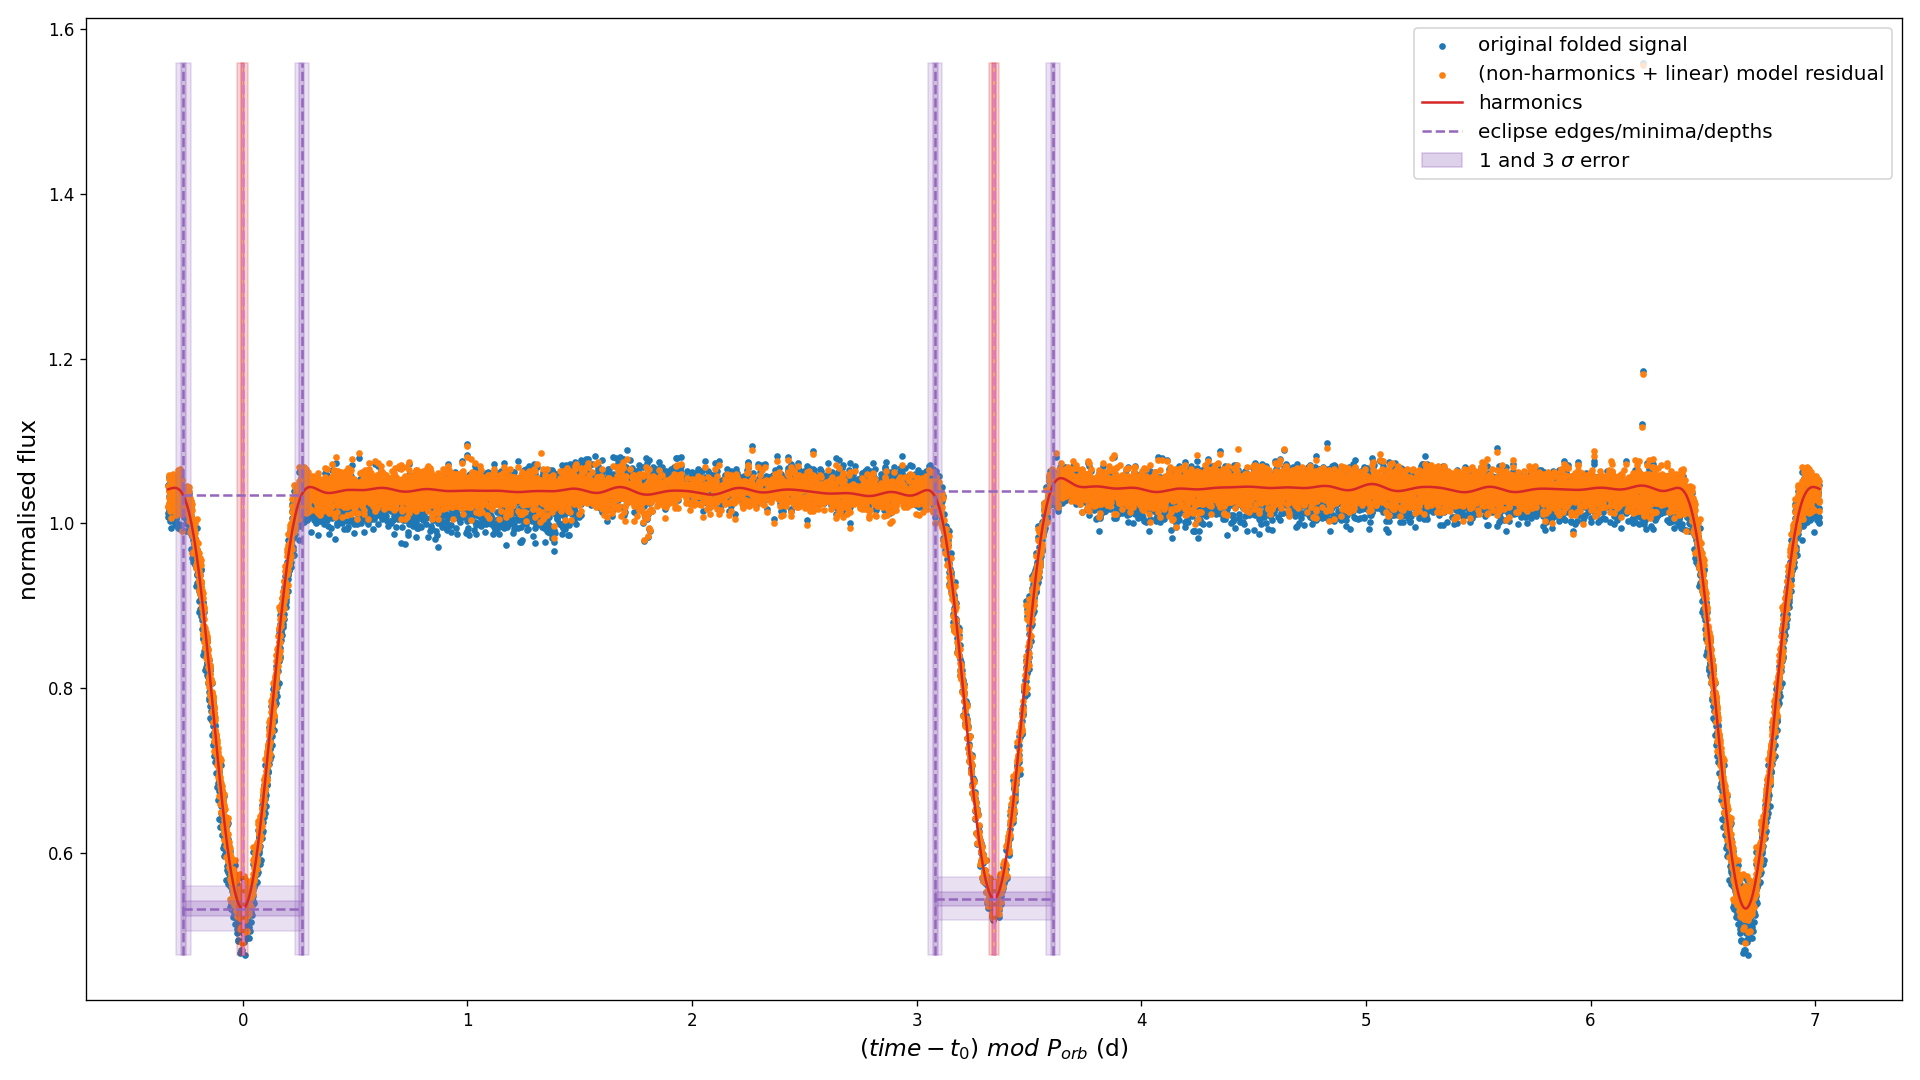 1.6
1.4
1.2
1.0
0.8
0.6
normalised flux
original folded signal
(non-harmonics + linear) model residual
harmonics
eclipse edges/minima/depths
1 and 3 σ error
0 1 2 3 4 5 6 7
(time − t₀) mod Pₒᵣb (d)